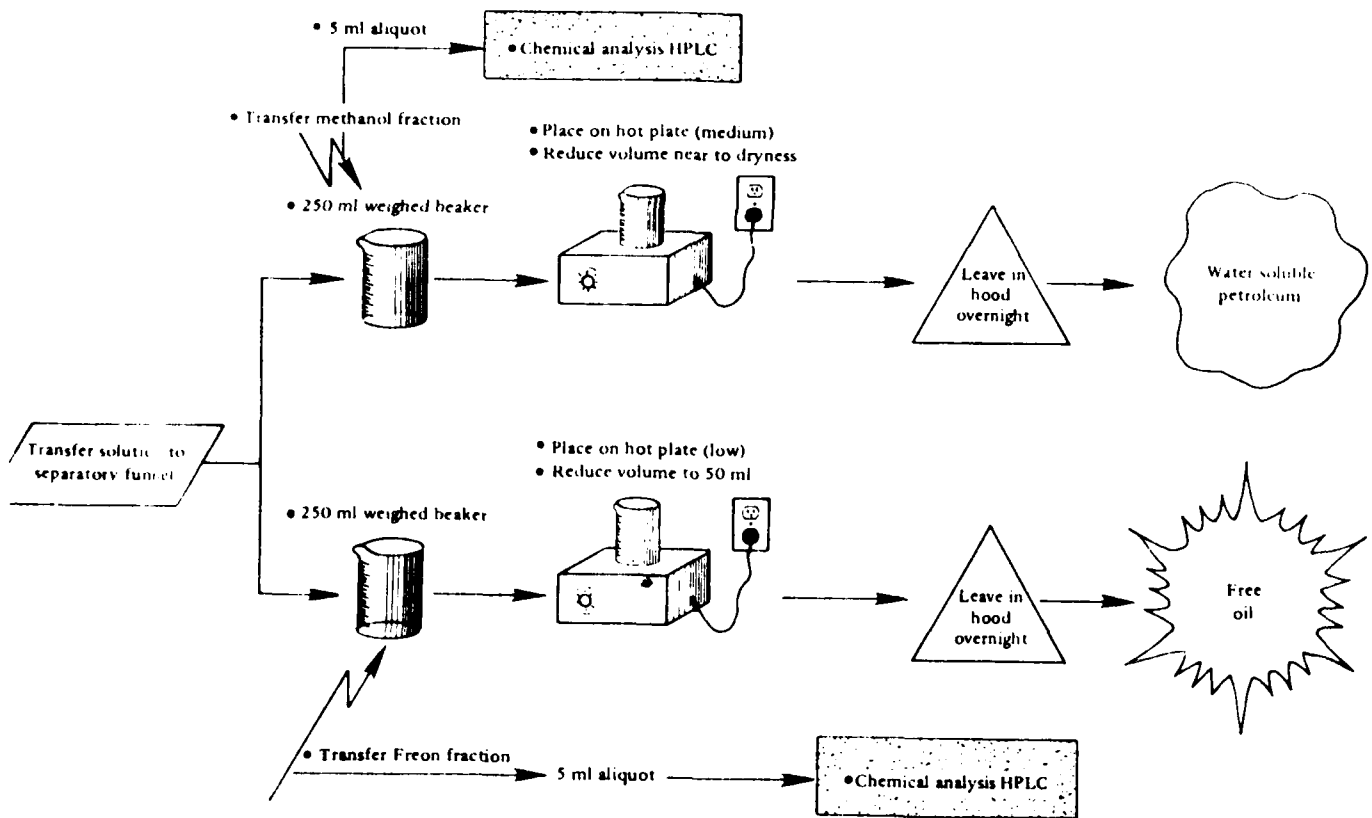 • 5 ml aliquot
• Chemical analysis HPLC
• Transfer methanol fraction
• Place on hot plate (medium)
• Reduce volume near to dryness
• 250 ml weighed beaker
Leave in
hood
overnight
Water soluble
petroleum
Transfer solution to
separatory funnel
• Place on hot plate (low)
• Reduce volume to 50 ml
• 250 ml weighed beaker
Leave in
hood
overnight
Free
oil
• Transfer Freon fraction
5 ml aliquot
• Chemical analysis HPLC